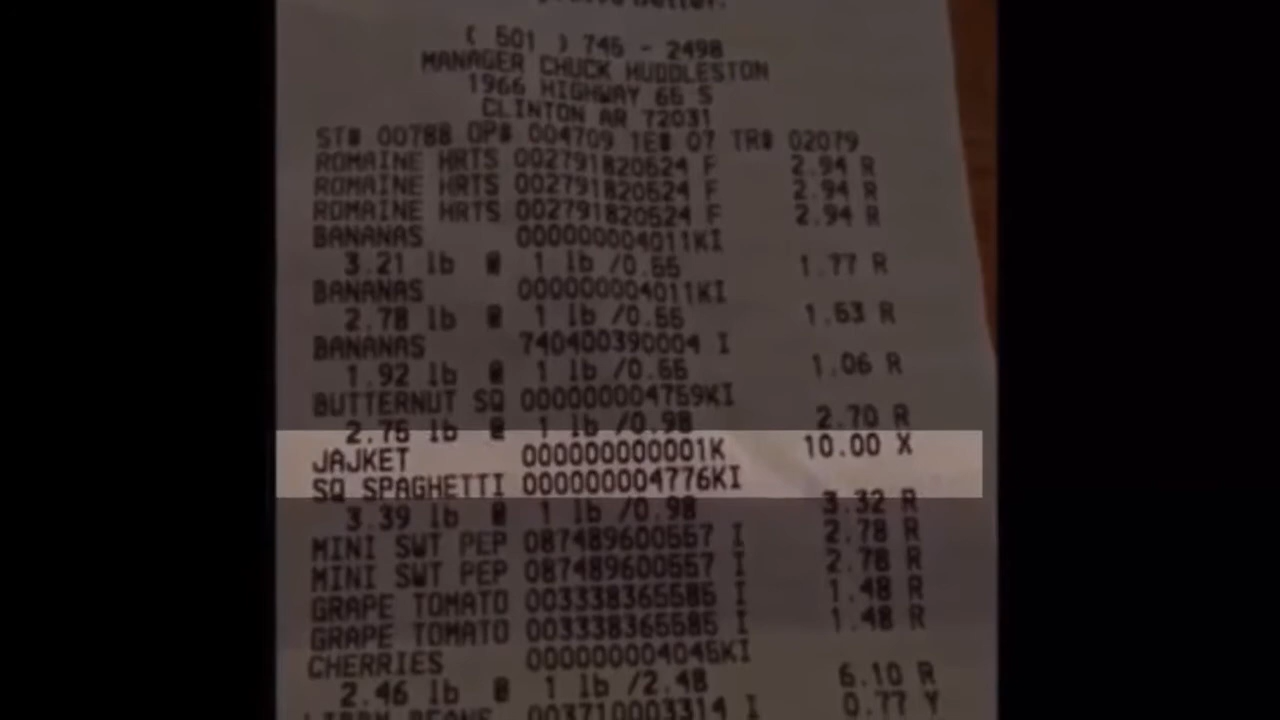 ( 501 ) 745 - 2498
MANAGER CHUCK HUDDLESTON
1966 HIGHWAY 65 S
CLINTON AR 72031
ST# 00788 OP# 004709 TE# 07 TR# 02079
ROMAINE HRTS 002791820524 F 2.94 R
ROMAINE HRTS 002791820524 F 2.94 R
ROMAINE HRTS 002791820524 F 2.94 R
BANANAS 000000004011KI
3.21 lb @ 1 lb /0.55 1.77 R
BANANAS 000000004011KI
2.78 lb @ 1 lb /0.55 1.53 R
BANANAS 740400390004 I
1.92 lb @ 1 lb /0.55 1.06 R
BUTTERNUT SQ 000000004759KI
2.75 lb @ 1 lb /0.98 2.70 R
JAJKET 000000000001K 10.00 X
SQ SPAGHETTI 000000004776KI
3.39 lb @ 1 lb /0.98 3.32 R
MINI SWT PEP 087489600557 I 2.78 R
MINI SWT PEP 087489600557 I 2.78 R
GRAPE TOMATO 003338365585 I 1.48 R
GRAPE TOMATO 003338365585 I 1.48 R
CHERRIES 000000004045KI
2.46 lb @ 1 lb /2.48 6.10 R
BEANS 003710003314 I 0.77 Y